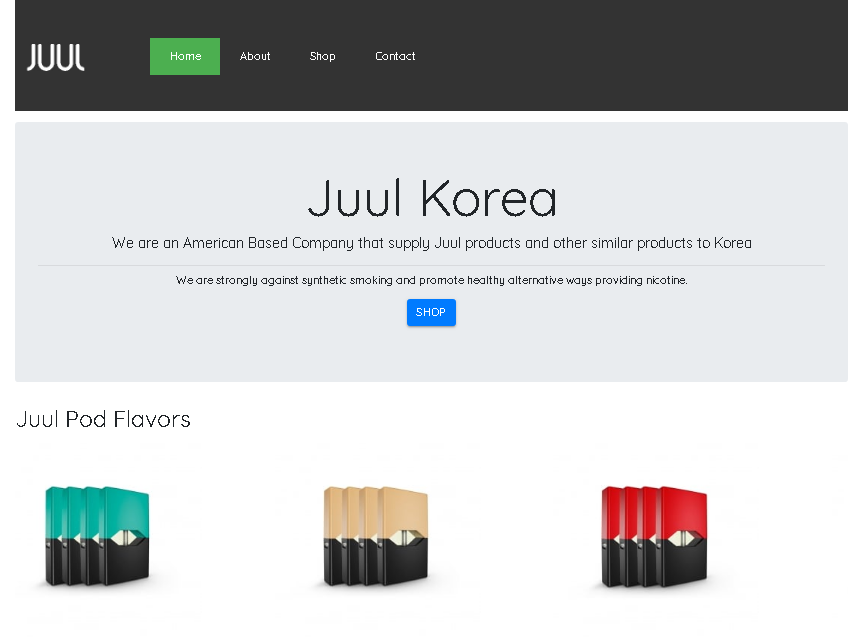 JUUL
Home About Shop Contact
Juul Korea
We are an American Based Company that supply Juul products and other similar products to Korea
We are strongly against synthetic smoking and promote healthy alternative ways providing nicotine.
SHOP
Juul Pod Flavors